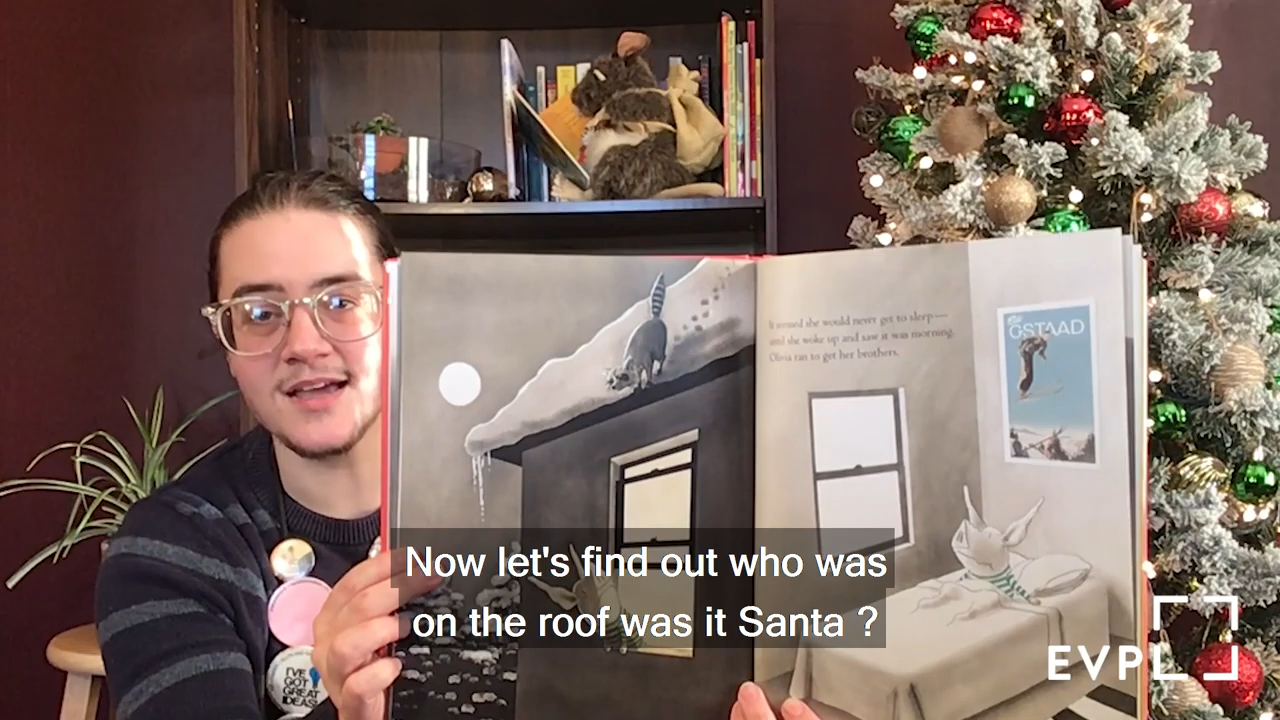 GSTAAD
It seemed she would never get to sleep—
and she woke up and saw it was morning.
Olivia ran to get her brothers.
Now let's find out who was
on the roof was it Santa ?
I'VE
GOT
GREAT
IDEAS
EVPL